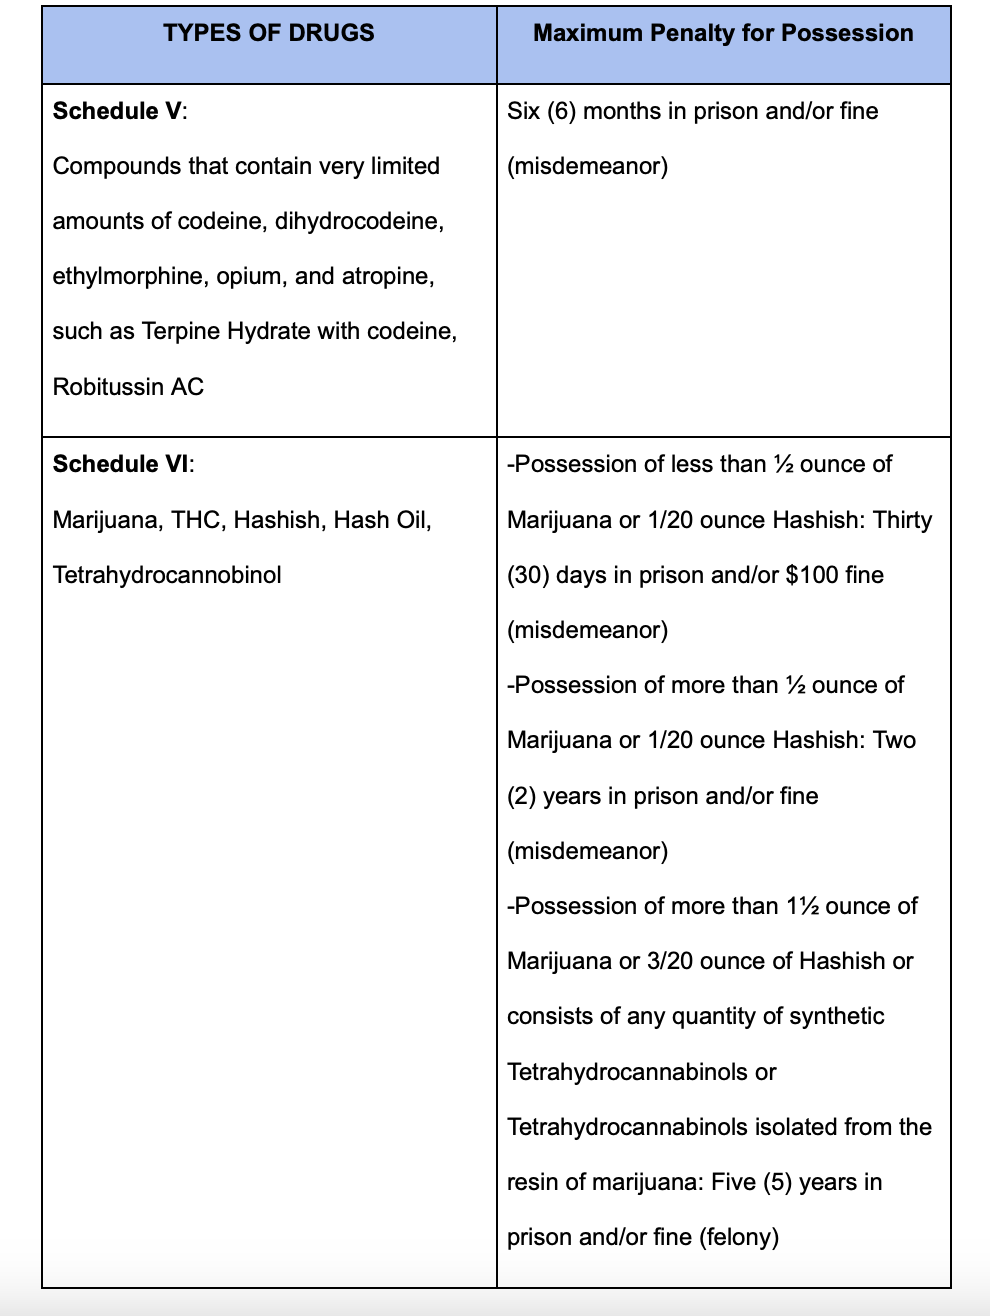 TYPES OF DRUGS
Maximum Penalty for Possession
Schedule V:
Compounds that contain very limited
amounts of codeine, dihydrocodeine,
ethylmorphine, opium, and atropine,
such as Terpine Hydrate with codeine,
Robitussin AC
Six (6) months in prison and/or fine
(misdemeanor)
Schedule VI:
Marijuana, THC, Hashish, Hash Oil,
Tetrahydrocannobinol
-Possession of less than ½ ounce of
Marijuana or 1/20 ounce Hashish: Thirty
(30) days in prison and/or $100 fine
(misdemeanor)
-Possession of more than ½ ounce of
Marijuana or 1/20 ounce Hashish: Two
(2) years in prison and/or fine
(misdemeanor)
-Possession of more than 1½ ounce of
Marijuana or 3/20 ounce of Hashish or
consists of any quantity of synthetic
Tetrahydrocannabinols or
Tetrahydrocannabinols isolated from the
resin of marijuana: Five (5) years in
prison and/or fine (felony)